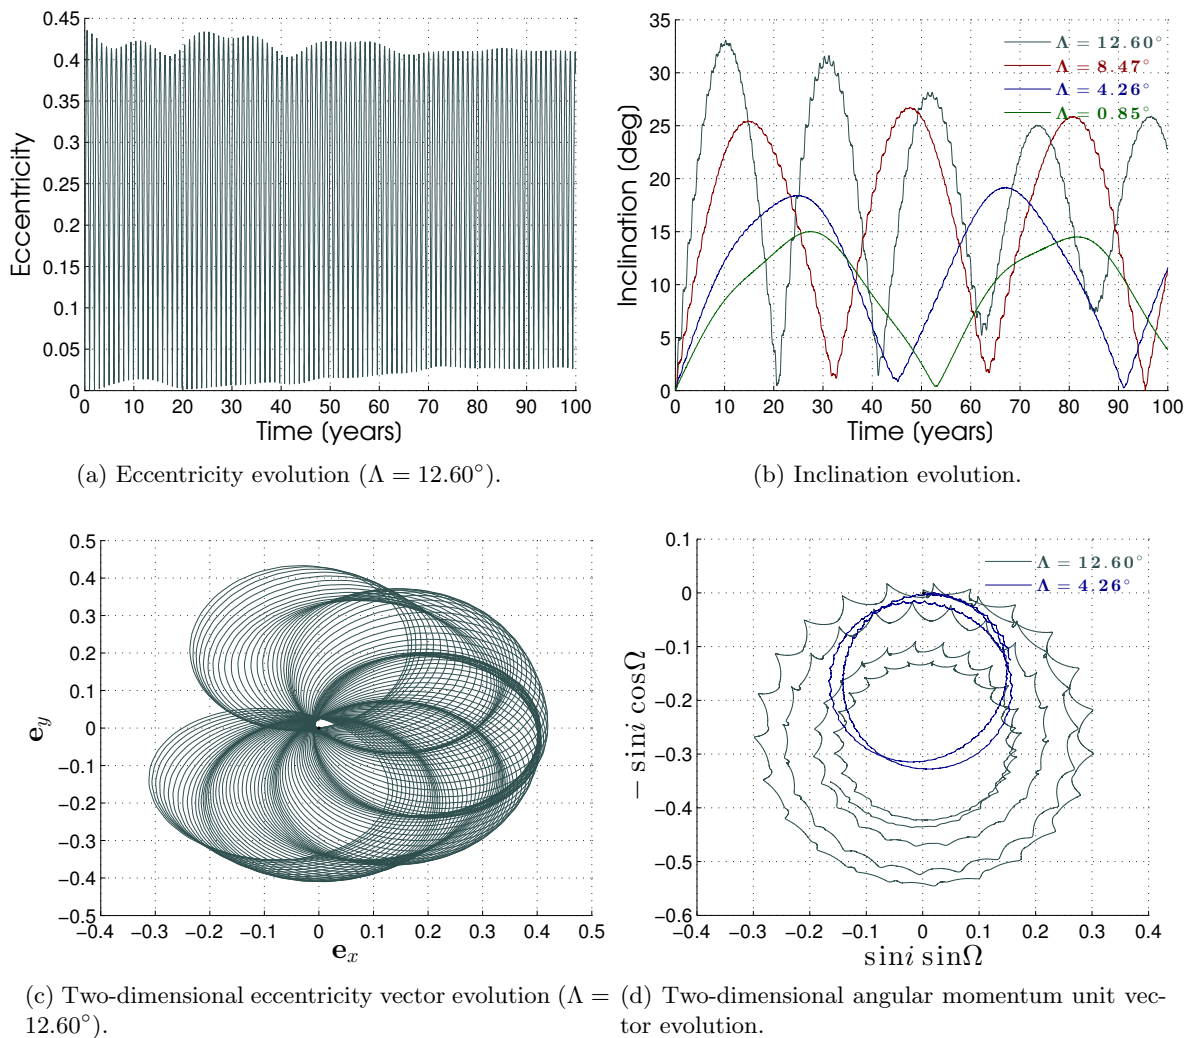 0.45
0.4
0.35
0.3
0.25
0.2
0.15
0.1
0.05
0
Eccentricity
0 10 20 30 40 50 60 70 80 90 100
Time (years)
(a) Eccentricity evolution (Λ = 12.60°).
35
30
25
20
15
10
5
0
Inclination (deg)
Λ = 12.60°
Λ = 8.47°
Λ = 4.26°
Λ = 0.85°
0 10 20 30 40 50 60 70 80 90 100
Time (years)
(b) Inclination evolution.
0.5
0.4
0.3
0.2
0.1
0
−0.1
−0.2
−0.3
−0.4
−0.5
e_y
−0.4 −0.3 −0.2 −0.1 0 0.1 0.2 0.3 0.4 0.5
e_x
(c) Two-dimensional eccentricity vector evolution (Λ =
12.60°).
0.1
0
−0.1
−0.2
−0.3
−0.4
−0.5
−0.6
− sini cosΩ
Λ = 12.60°
Λ = 4.26°
−0.4 −0.3 −0.2 −0.1 0 0.1 0.2 0.3 0.4
sini sinΩ
(d) Two-dimensional angular momentum unit vec-
tor evolution.